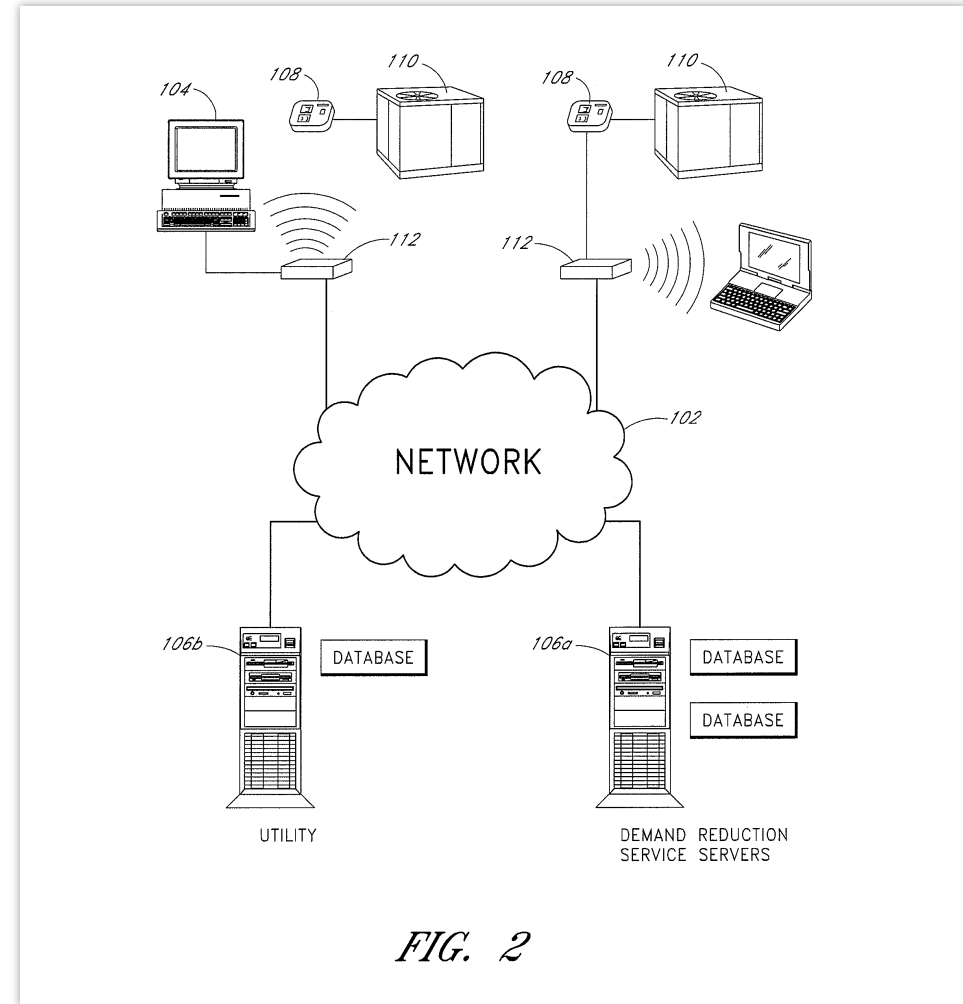 104
108
110
108
110
112
112
102
NETWORK
106b
DATABASE
106a
DATABASE
DATABASE
UTILITY
DEMAND REDUCTION
SERVICE SERVERS
FIG. 2